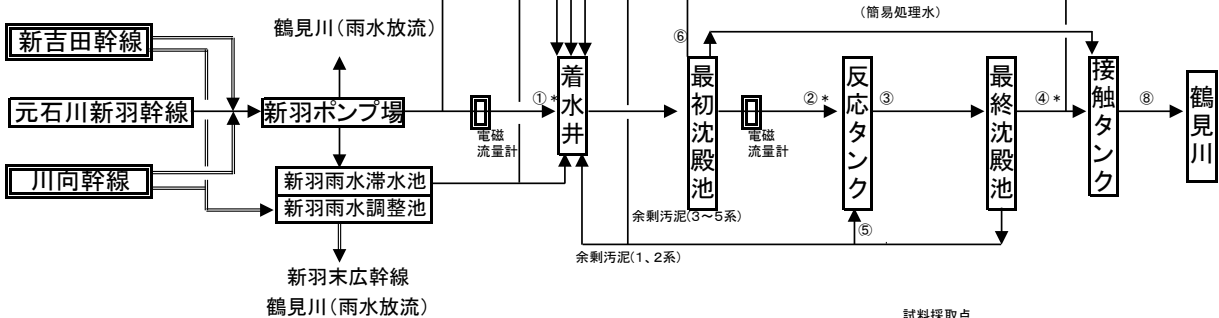 (簡易処理水)
鶴見川(雨水放流)
⑥
新吉田幹線
元石川新羽幹線
新羽ポンプ場
電磁
流量計
①*
着水井
最初沈殿池
電磁
流量計
②*
反応タンク
③
最終沈殿池
④*
接触タンク
⑧
鶴見川
川向幹線
新羽雨水滞水池
新羽雨水調整池
余剰汚泥(3~5系)
⑤
余剰汚泥(1、2系)
新羽末広幹線
鶴見川(雨水放流)
試料採取点